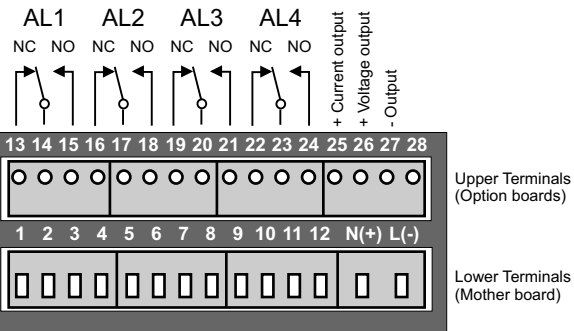 AL1 AL2 AL3 AL4
NC NO NC NO NC NO NC NO
+ Current output
+ Voltage output
- Output
13 14 15 16 17 18 19 20 21 22 23 24 25 26 27 28
Upper Terminals
(Option boards)
1 2 3 4 5 6 7 8 9 10 11 12 N(+) L(-)
Lower Terminals
(Mother board)